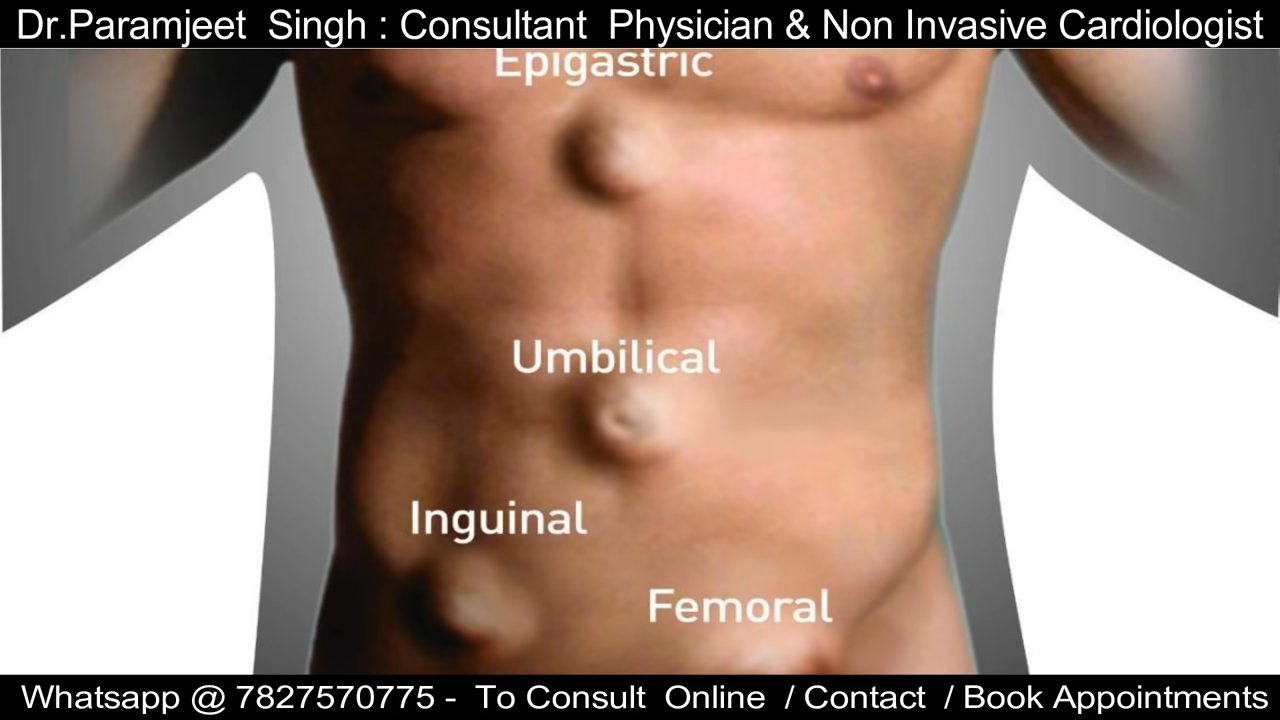 Dr.Paramjeet Singh : Consultant Physician & Non Invasive Cardiologist
Epigastric
Umbilical
Inguinal
Femoral
Whatsapp @ 7827570775 - To Consult Online / Contact / Book Appointments